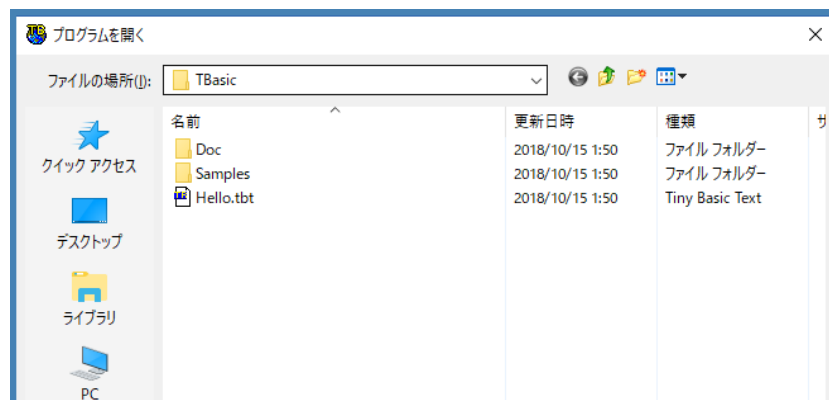 プログラムを開く
ファイルの場所(I): TBasic
名前 更新日時 種類 サ
Doc 2018/10/15 1:50 ファイル フォルダー
Samples 2018/10/15 1:50 ファイル フォルダー
Hello.tbt 2018/10/15 1:50 Tiny Basic Text
クイック アクセス
デスクトップ
ライブラリ
PC